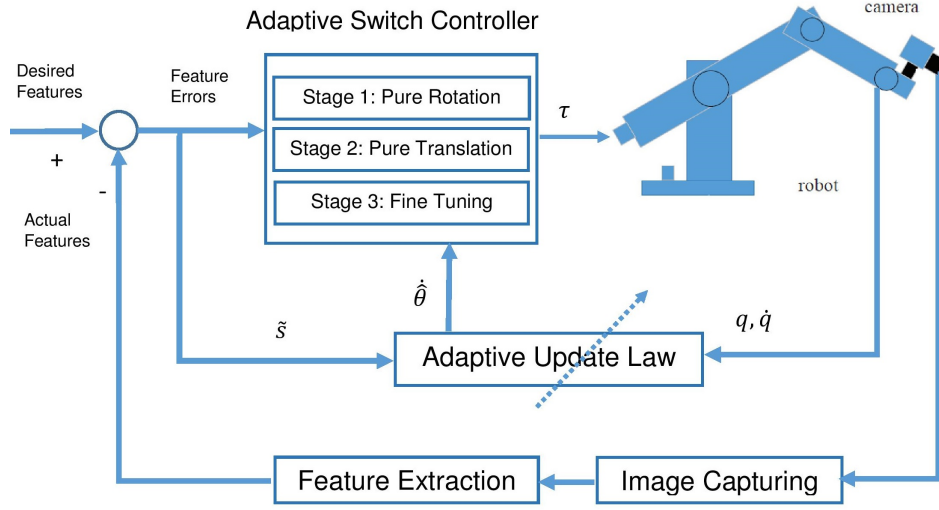 camera
Adaptive Switch Controller
Desired
Features
Feature
Errors
Stage 1: Pure Rotation
τ
+
Stage 2: Pure Translation
-
robot
Stage 3: Fine Tuning
Actual
Features
θ̂̇
s̃
q, q̇
Adaptive Update Law
Feature Extraction
Image Capturing